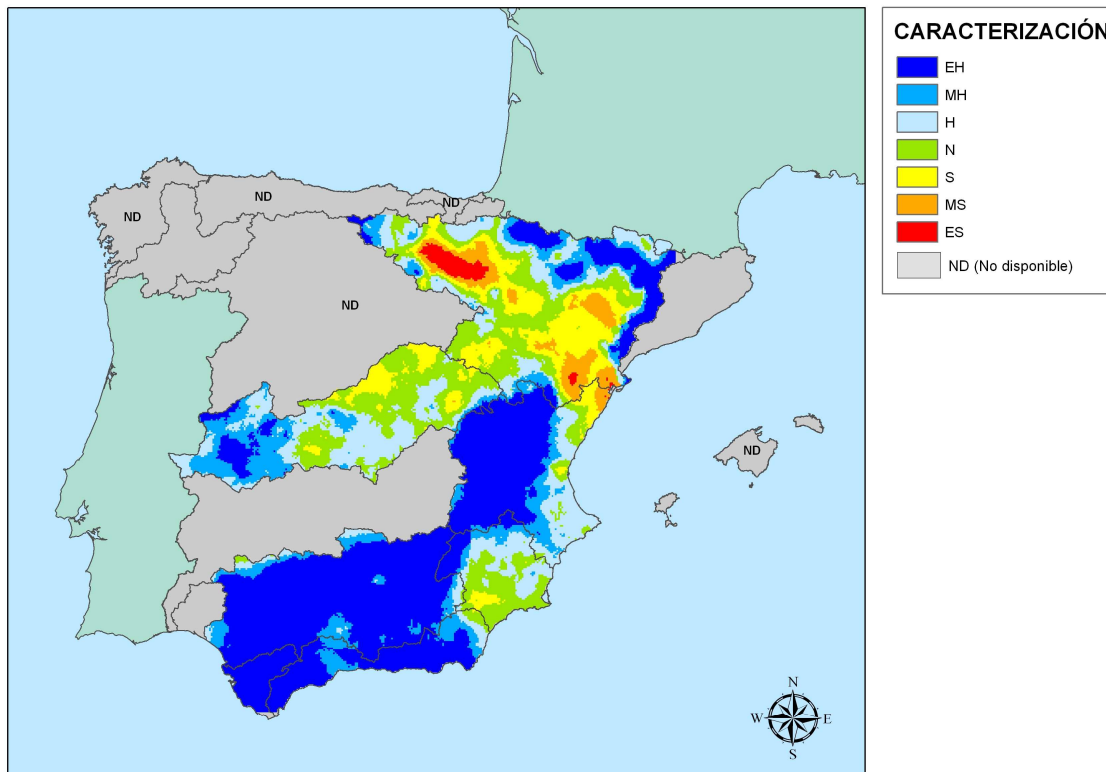 CARACTERIZACIÓN
EH
MH
H
N
S
MS
ES
ND (No disponible)
ND
ND
ND
ND
ND
N
W
E
S